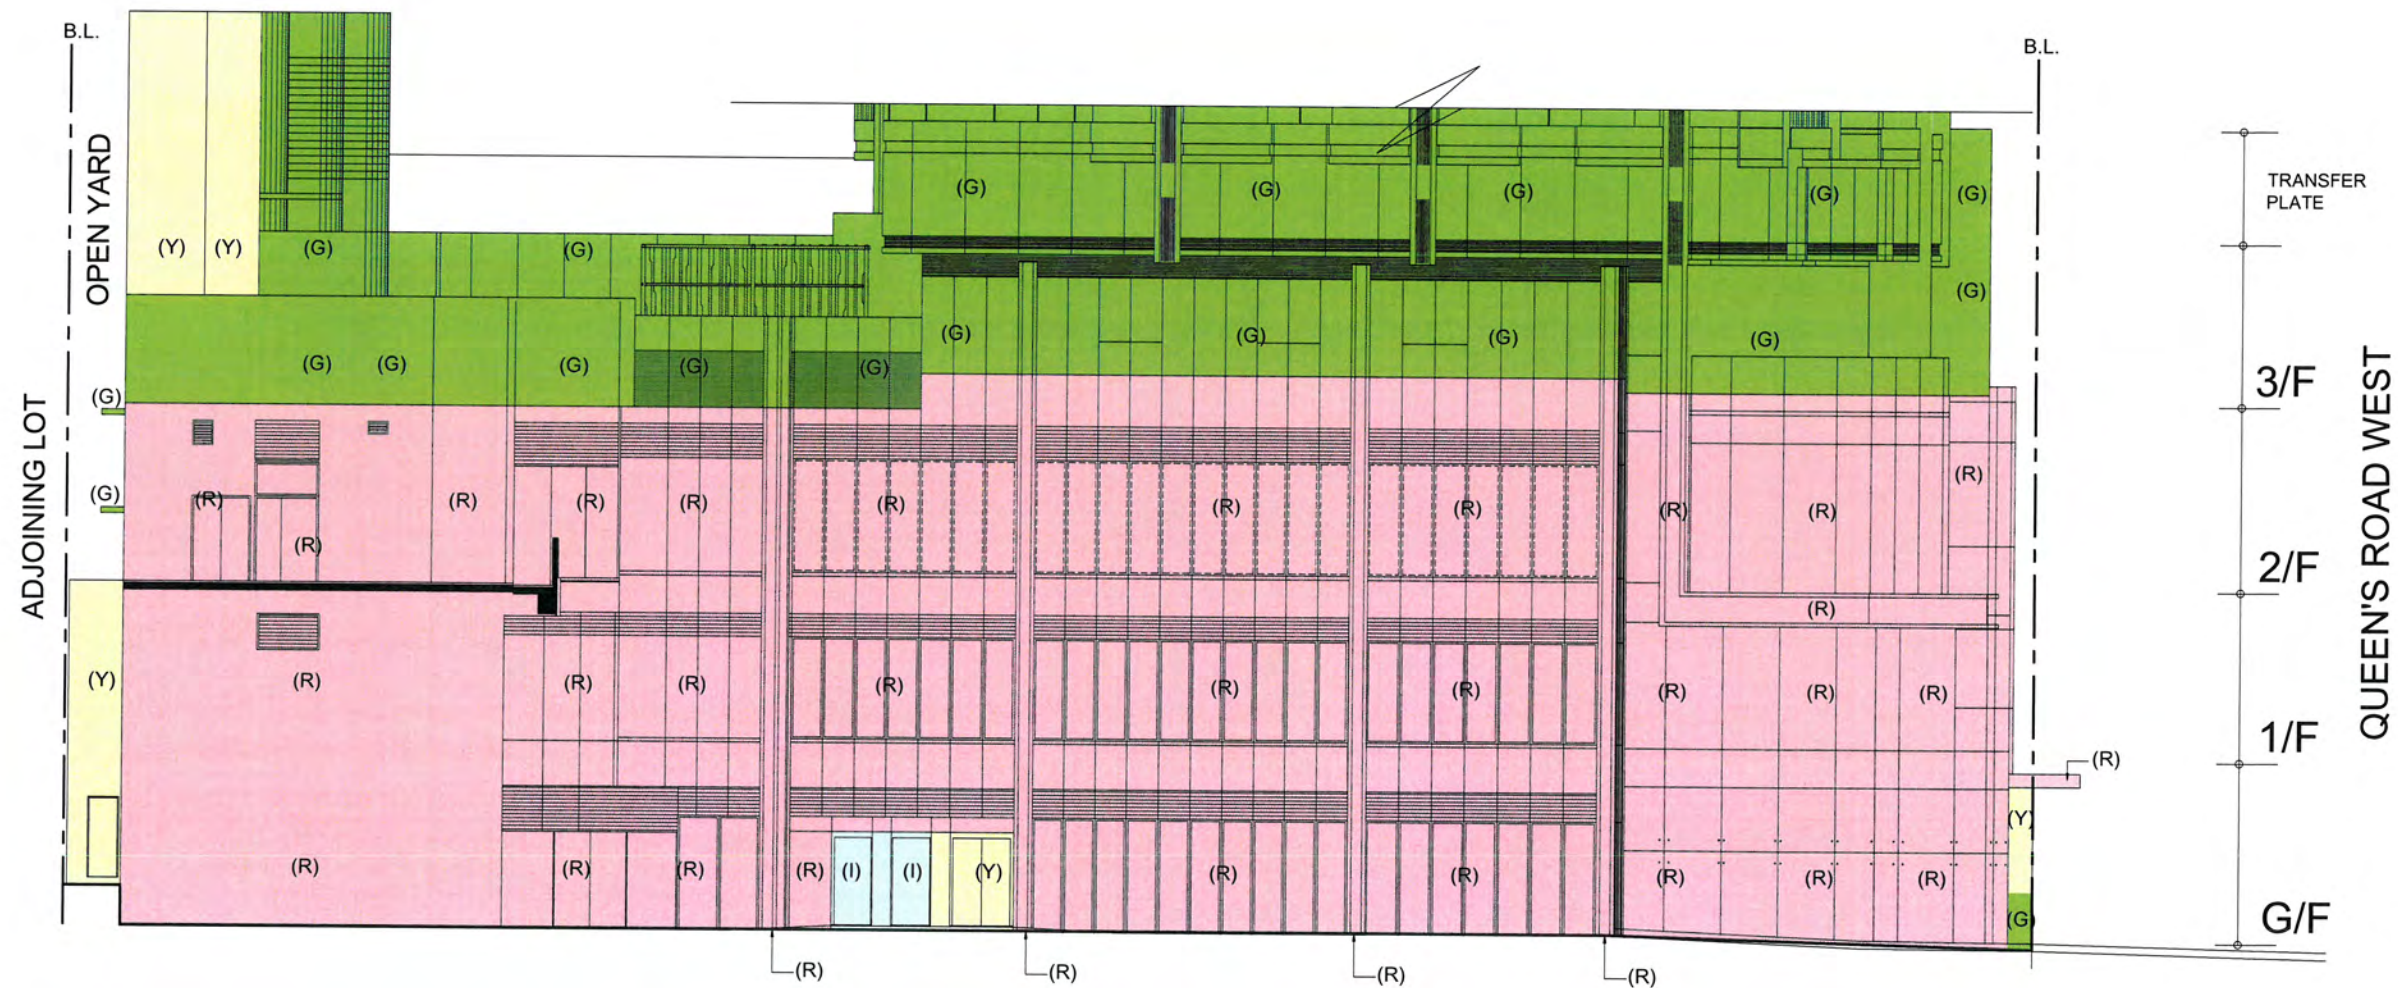 B.L.
B.L.
OPEN YARD
ADJOINING LOT
(Y) (Y) (G) (G) (G) (G) (G) (G) (G)
TRANSFER
PLATE
(G)
(G) (G) (G) (G)
(G) (G) (G) (G) (G)
(G)
3/F
(G) (R) (R) (R) (R) (R) (R) (R) (R) (R) (R)
(R)
2/F
(R)
(Y) (R) (R) (R) (R) (R) (R) (R) (R) (R)
1/F
(R)
(Y)
(R) (R) (R) (R) (I) (I) (Y) (R) (R) (R) (R) (R)
(G)
G/F
(R) (R) (R) (R)
QUEEN'S ROAD WEST